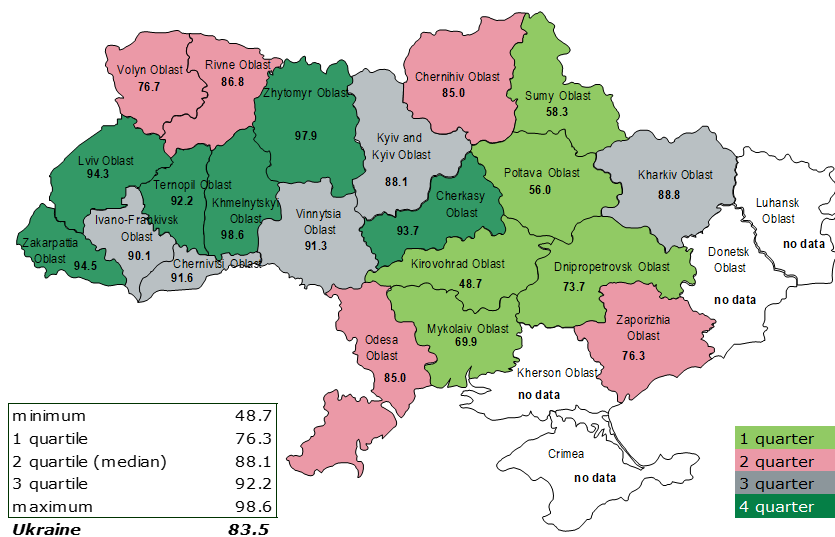 Volyn Oblast
76.7
Rivne Oblast
86.8
Zhytomyr Oblast
97.9
Chernihiv Oblast
85.0
Sumy Oblast
58.3
Kyiv and
Kyiv Oblast
88.1
Lviv Oblast
94.3
Ternopil Oblast
92.2
Khmelnytskyi
Oblast
98.6
Poltava Oblast
56.0
Kharkiv Oblast
88.8
Luhansk
Oblast
no data
Cherkasy
Oblast
93.7
Vinnytsia
Oblast
91.3
Ivano-Frankivsk
Oblast
90.1
Zakarpattia
Oblast
94.5
Chernivtsi Oblast
91.6
Kirovohrad Oblast
48.7
Dnipropetrovsk Oblast
73.7
Donetsk
Oblast
no data
Odesa
Oblast
85.0
Mykolaiv Oblast
69.9
Zaporizhia
Oblast
76.3
Kherson Oblast
no data
Crimea
no data
minimum 48.7
1 quartile 76.3
2 quartile (median) 88.1
3 quartile 92.2
maximum 98.6
Ukraine 83.5
1 quarter
2 quarter
3 quarter
4 quarter